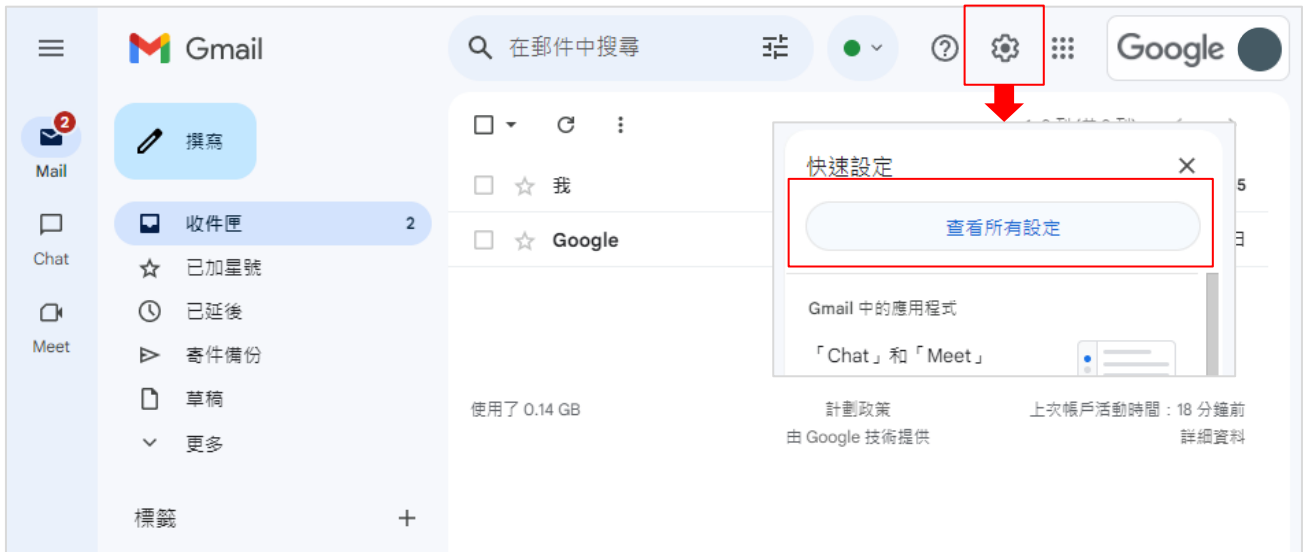 Gmail
在郵件中搜尋
Google
2
Mail
Chat
Meet
撰寫
收件匣 2
已加星號
已延後
寄件備份
草稿
更多
標籤
我
Google
快速設定
查看所有設定
Gmail 中的應用程式
「Chat」和「Meet」
使用了 0.14 GB
計劃政策
由 Google 技術提供
上次帳戶活動時間：18 分鐘前
詳細資料